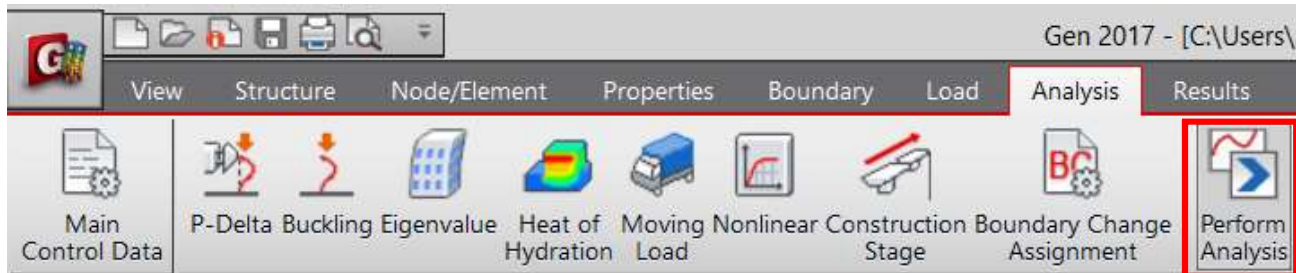 Gen 2017 - [C:\Users\
View Structure Node/Element Properties Boundary Load Analysis Results
Main P-Delta Buckling Eigenvalue Heat of Moving Nonlinear Construction Boundary Change Perform
Control Data Hydration Load Stage Assignment Analysis